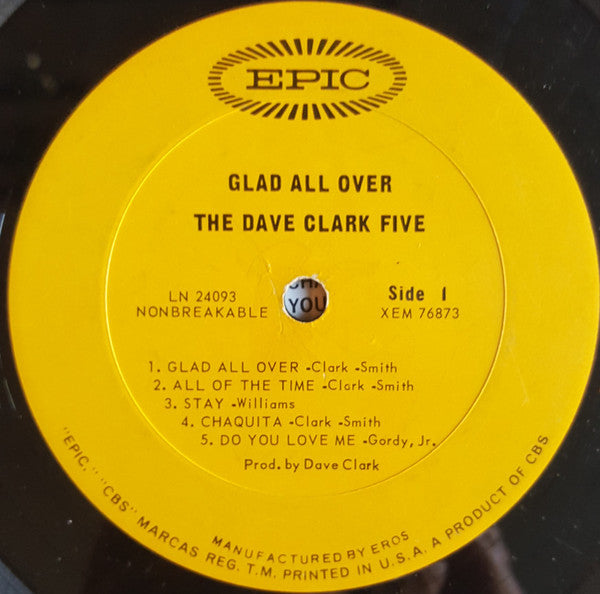 EPIC
GLAD ALL OVER
THE DAVE CLARK FIVE
LN 24093
NONBREAKABLE
YOU
Side 1
XEM 76873
1. GLAD ALL OVER -Clark -Smith
2. ALL OF THE TIME -Clark -Smith
3. STAY -Williams
4. CHAQUITA -Clark -Smith
5. DO YOU LOVE ME -Gordy, Jr.
Prod. by Dave Clark
MANUFACTURED BY EROS
"EPIC," "CBS" MARCAS REG. T.M. PRINTED IN U.S.A. A PRODUCT OF CBS